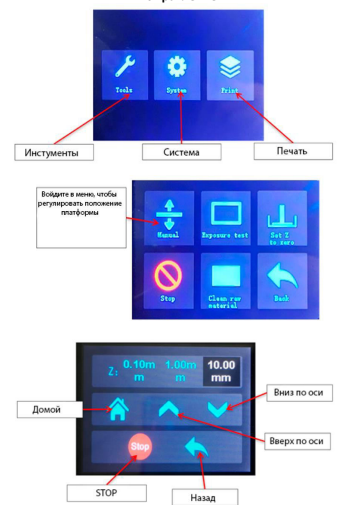 Tools
System
Print
Инстументы
Система
Печать
Войдите в меню, чтобы
регулировать положение
платформы
Manual
Exposure test
Set Z
to zero
Stop
Clean raw
material
Back
Z:
0.10m
m
1.00m
m
10.00
mm
Вниз по оси
Домой
Вверх по оси
Stop
STOP
Назад